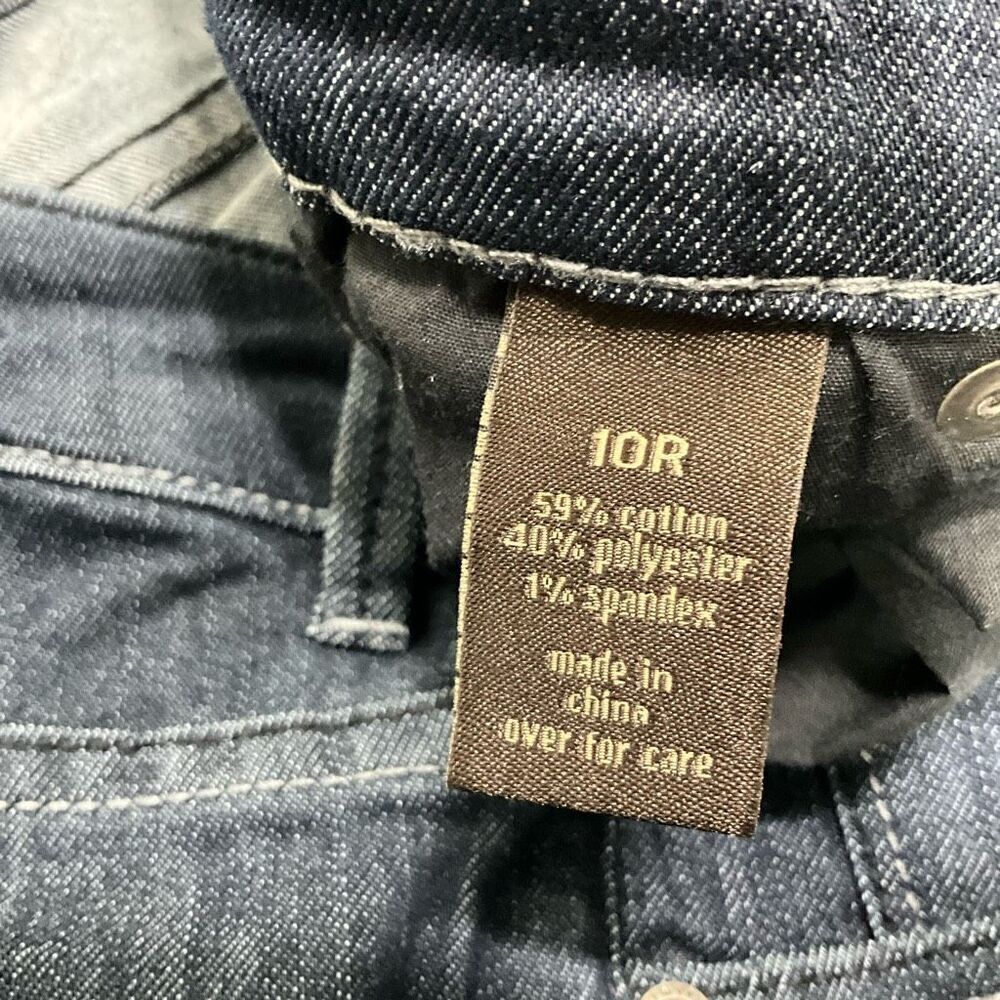 10R
59% cotton
40% polyester
1% spandex
made in
china
over for care